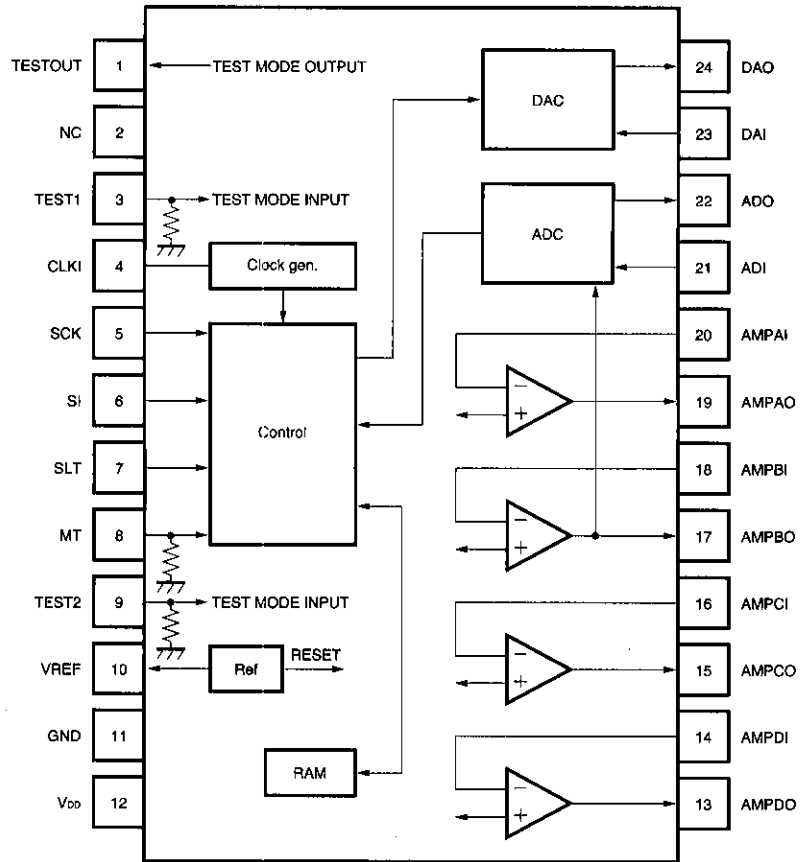 TESTOUT 1 TEST MODE OUTPUT
NC 2
TEST1 3 TEST MODE INPUT
CLKI 4 Clock gen.
SCK 5
SI 6
SLT 7
MT 8
TEST2 9 TEST MODE INPUT
VREF 10 Ref RESET
GND 11
VDD 12
Control
RAM
DAC
ADC
24 DAO
23 DAI
22 ADO
21 ADI
20 AMPAI
19 AMPAO
18 AMPBI
17 AMPBO
16 AMPCI
15 AMPCO
14 AMPDI
13 AMPDO
− +
− +
− +
− +